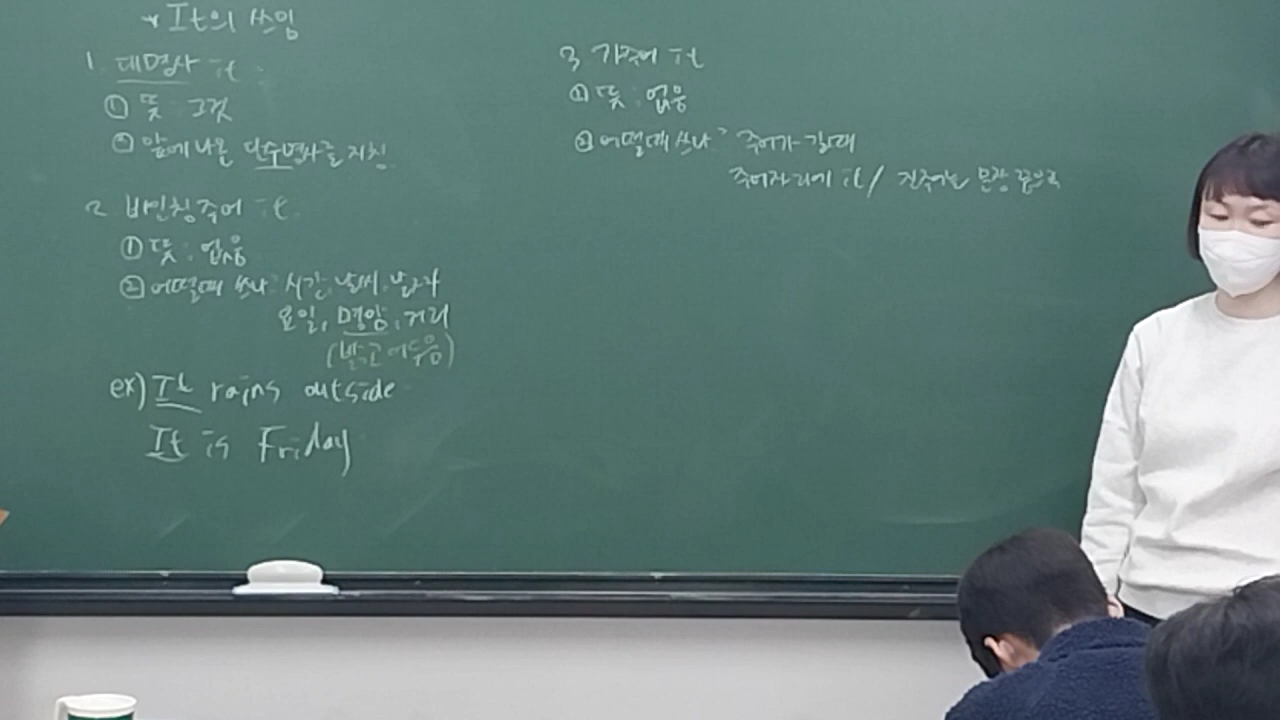 * It의 쓰임
1. 대명사 it
① 뜻 : 그것
② 앞에 나온 단수명사를 지칭
2. 비인칭주어 it
① 뜻 : 없음
② 어떨때 쓰나? 시간, 날씨, 날짜
요일, 명암, 거리
(밝고 어두움)
ex) It rains outside
It is Friday
3. 가주어 it
① 뜻 : 없음
② 어떨때 쓰나? 주어가 길때
주어자리에 it / 진주어는 문장 끝으로